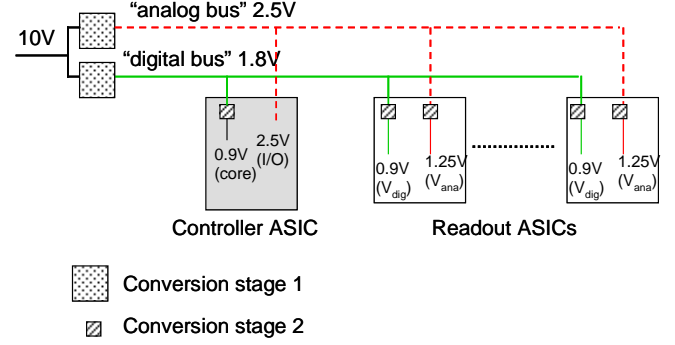 “analog bus” 2.5V
10V
“digital bus” 1.8V
0.9V
(core)
2.5V
(I/O)
0.9V
(Vdig)
1.25V
(Vana)
0.9V
(Vdig)
1.25V
(Vana)
Controller ASIC
Readout ASICs
Conversion stage 1
Conversion stage 2